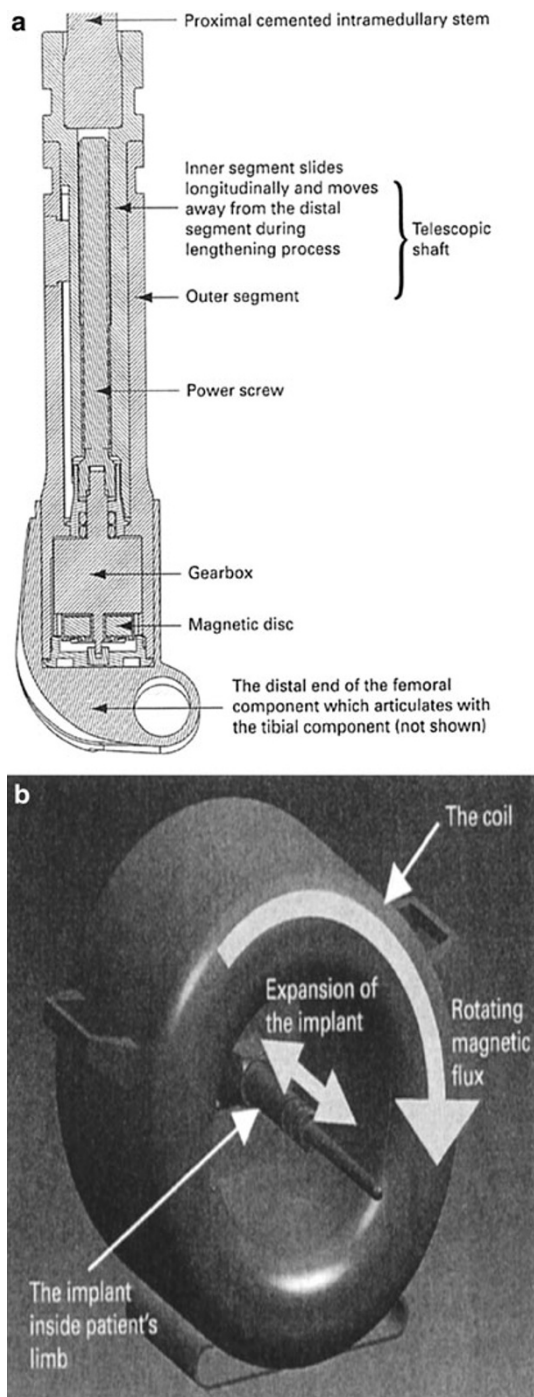 a
Proximal cemented intramedullary stem
Inner segment slides
longitudinally and moves
away from the distal
segment during
lengthening process
Telescopic
shaft
Outer segment
Power screw
Gearbox
Magnetic disc
The distal end of the femoral
component which articulates with
the tibial component (not shown)
b
The coil
Expansion of
the implant
Rotating
magnetic
flux
The implant
inside patient's
limb